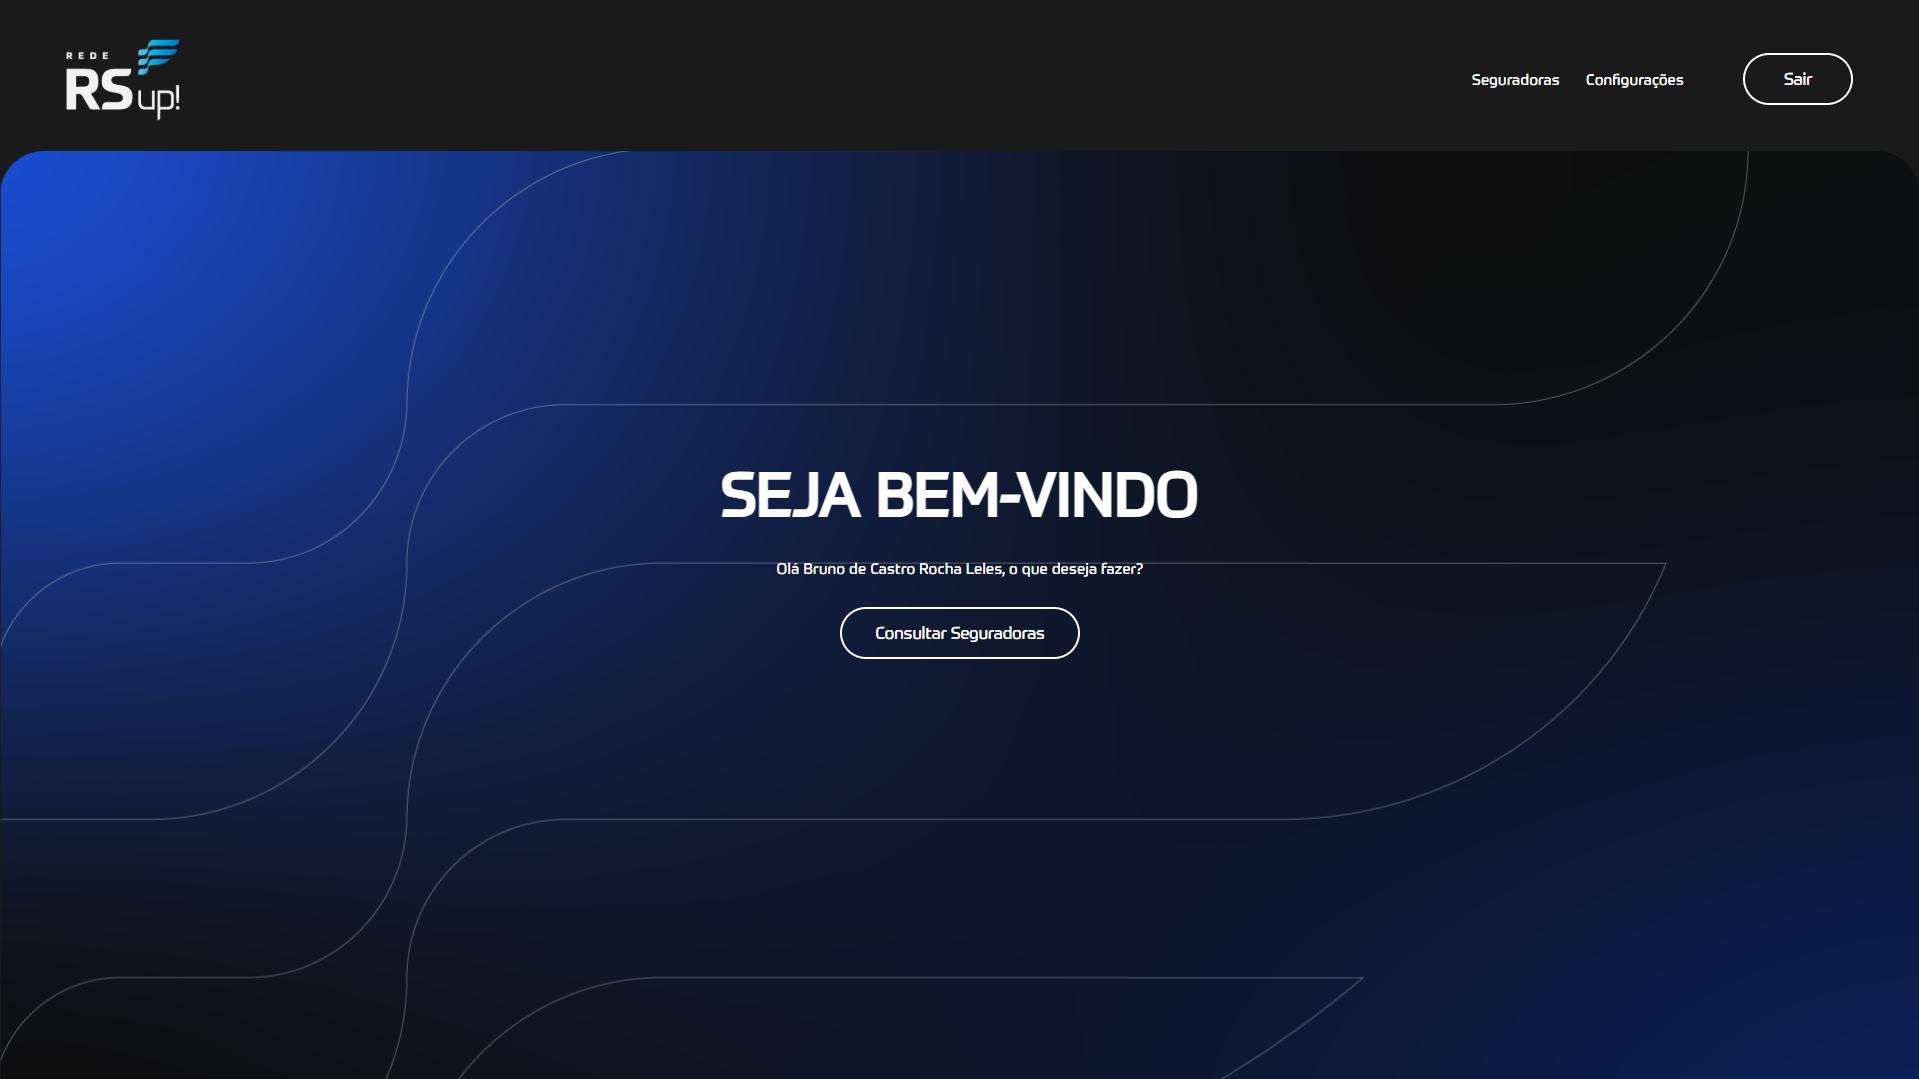 REDE
RS up!
Seguradoras
Configurações
Sair
SEJA BEM-VINDO
Olá Bruno de Castro Rocha Leles, o que deseja fazer?
Consultar Seguradoras